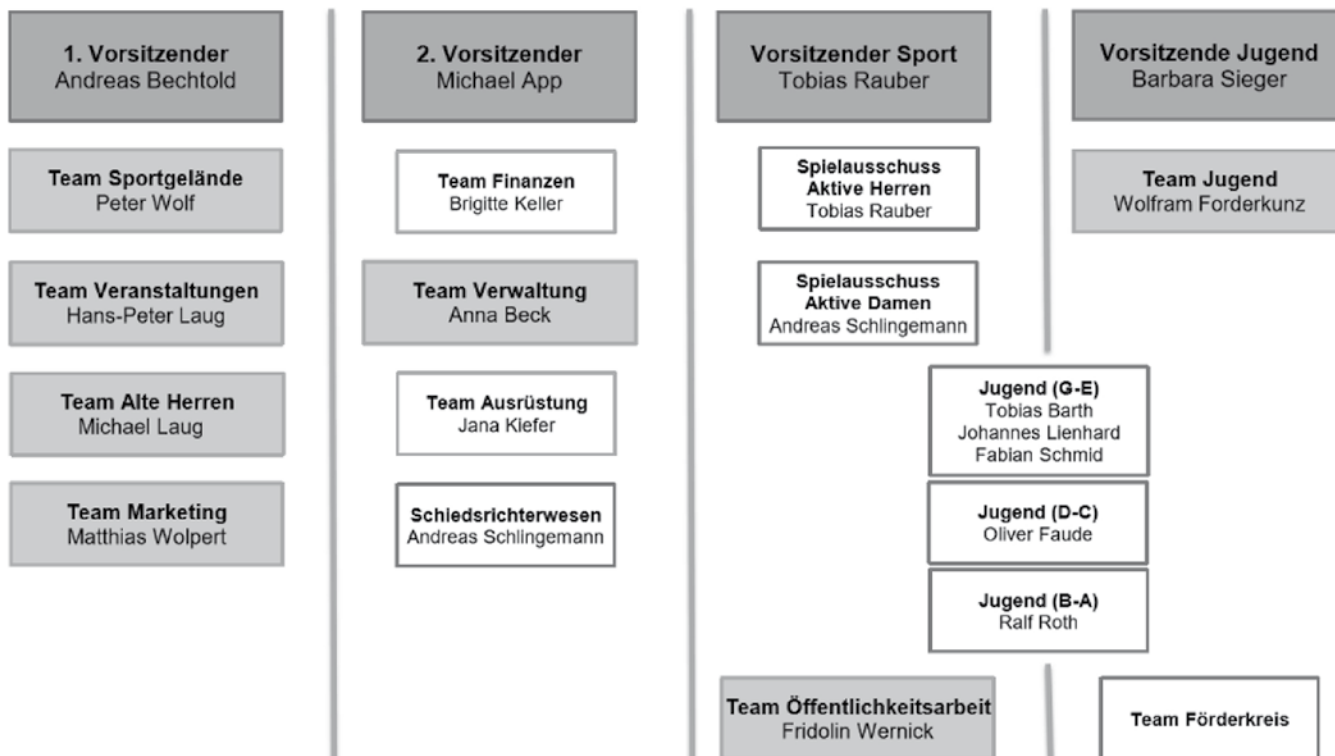 1. Vorsitzender
Andreas Bechtold
Team Sportgelände
Peter Wolf
Team Veranstaltungen
Hans-Peter Laug
Team Alte Herren
Michael Laug
Team Marketing
Matthias Wolpert
2. Vorsitzender
Michael App
Team Finanzen
Brigitte Keller
Team Verwaltung
Anna Beck
Team Ausrüstung
Jana Kiefer
Schiedsrichterwesen
Andreas Schlingemann
Vorsitzender Sport
Tobias Rauber
Spielausschuss
Aktive Herren
Tobias Rauber
Spielausschuss
Aktive Damen
Andreas Schlingemann
Vorsitzende Jugend
Barbara Sieger
Team Jugend
Wolfram Forderkunz
Jugend (G-E)
Tobias Barth
Johannes Lienhard
Fabian Schmid
Jugend (D-C)
Oliver Faude
Jugend (B-A)
Ralf Roth
Team Öffentlichkeitsarbeit
Fridolin Wernick
Team Förderkreis